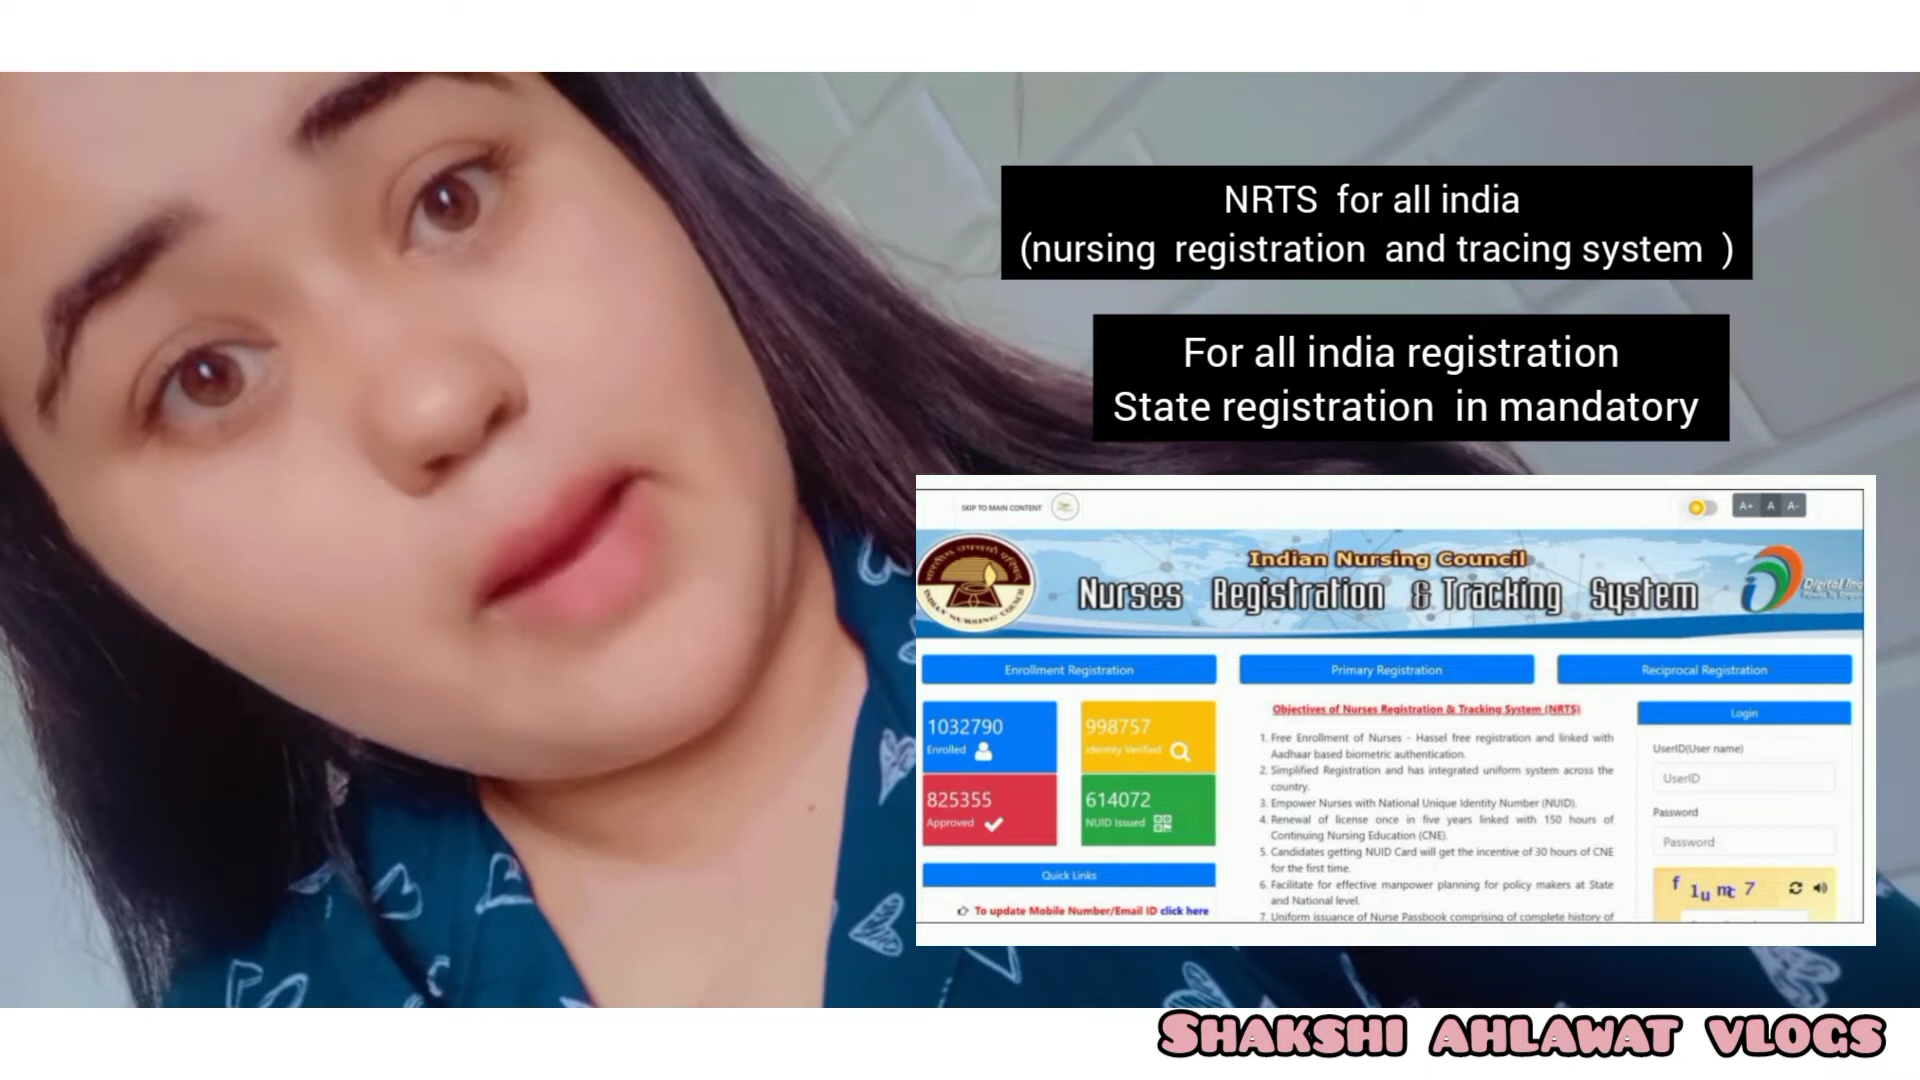 NRTS for all india
(nursing registration and tracing system )
For all india registration
State registration in mandatory
SKIP TO MAIN CONTENT
A+ A A-
Indian Nursing Council
Nurses Registration & Tracking System
Enrollment Registration
Primary Registration
Reciprocal Registration
1032790
Enrolled
998757
Identity Verified
825355
Approved
614072
NUID Issued
Quick Links
To update Mobile Number/Email ID click here
Objectives of Nurses Registration & Tracking System (NRTS)
1. Free Enrollment of Nurses - Hassel free registration and linked with
Aadhaar based biometric authentication.
2. Simplified Registration and has integrated uniform system across the
country.
3. Empower Nurses with National Unique Identity Number (NUID).
4. Renewal of license once in five years linked with 150 hours of
Continuing Nursing Education (CNE).
5. Candidates getting NUID Card will get the incentive of 30 hours of CNE
for the first time.
6. Facilitate for effective manpower planning for policy makers at State
and National level.
7. Uniform issuance of Nurse Passbook comprising of complete history of
Login
UserID(User name)
UserID
Password
Password
SHAKSHI AHLAWAT VLOGS